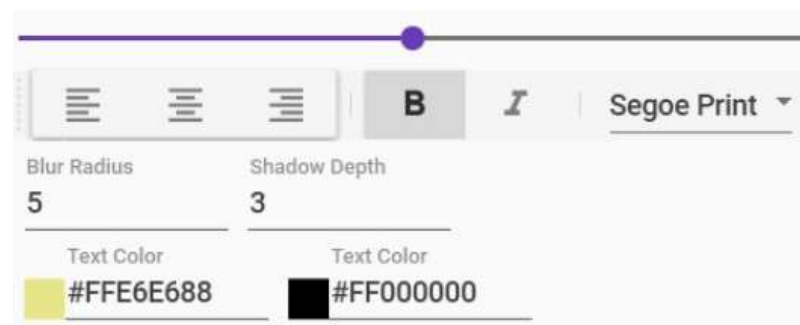 B I Segoe Print
Blur Radius Shadow Depth
5 3
Text Color Text Color
#FFE6E688 #FF000000